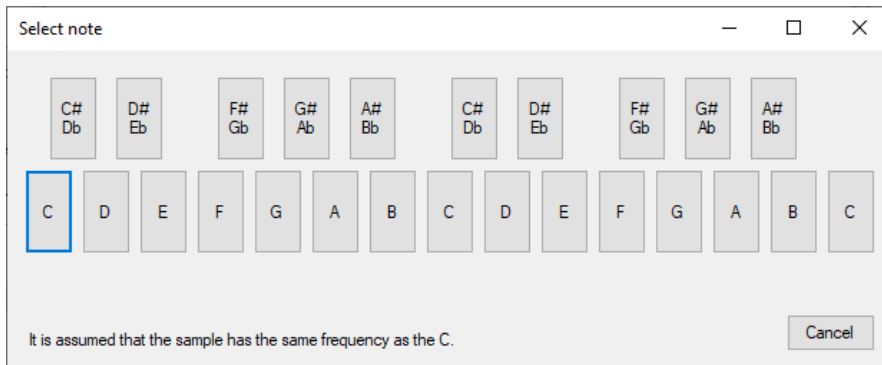 Select note
C# D# F# G# A# C# D# F# G# A#
Db Eb Gb Ab Bb Db Eb Gb Ab Bb
C D E F G A B C D E F G A B C
Cancel
It is assumed that the sample has the same frequency as the C.